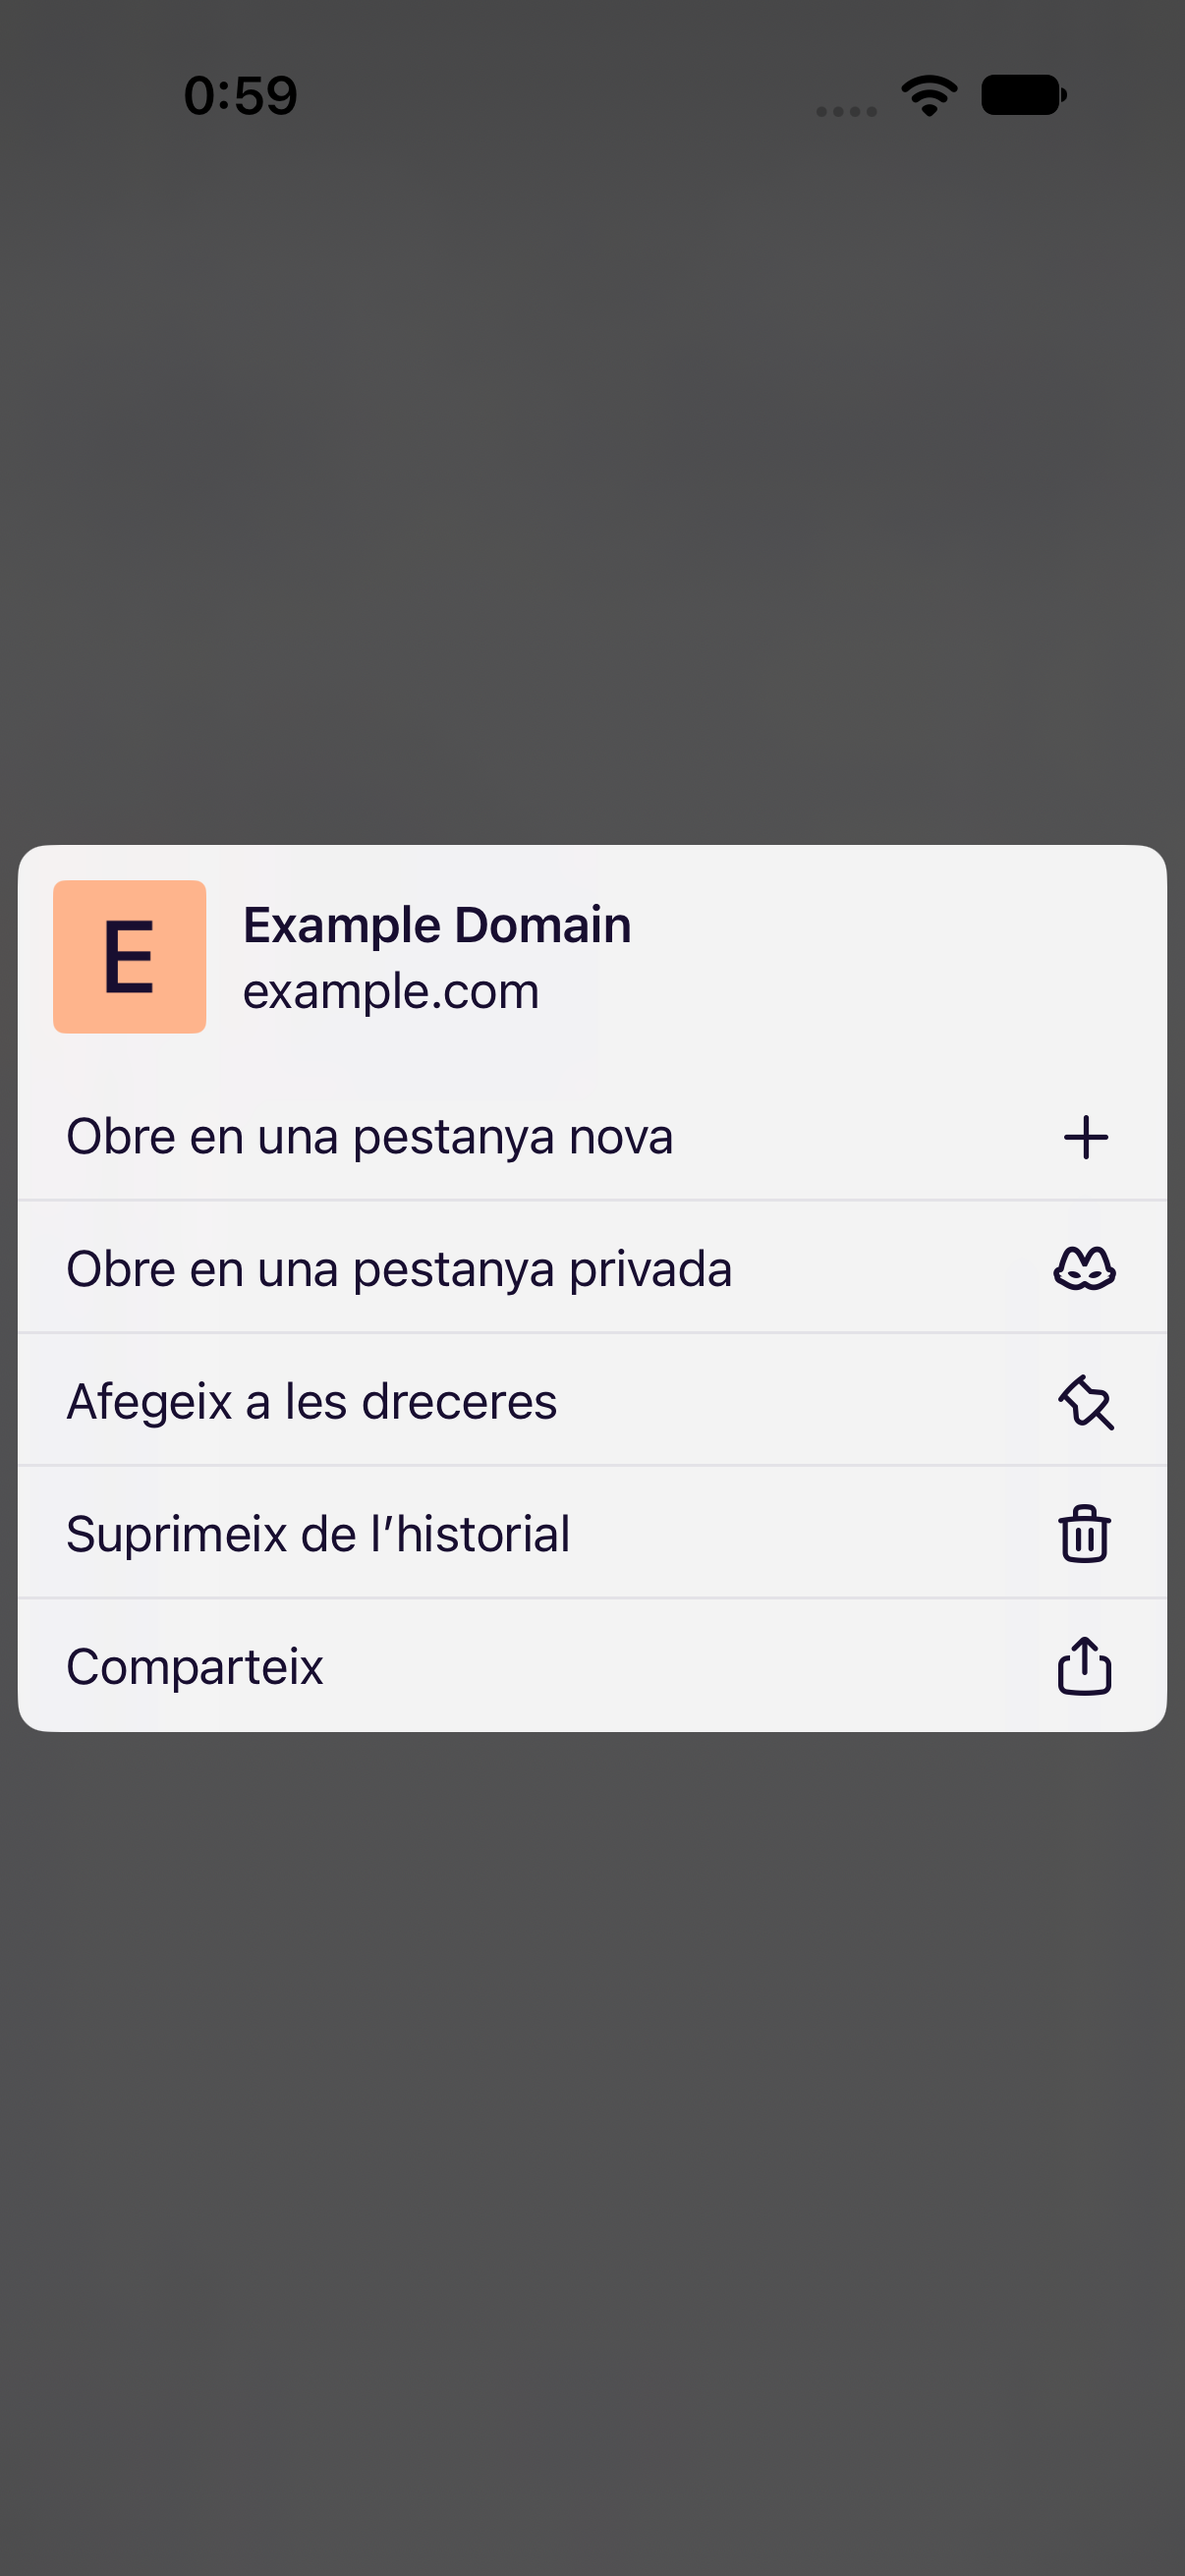 0:59
E
Example Domain
example.com
Obre en una pestanya nova
Obre en una pestanya privada
Afegeix a les dreceres
Suprimeix de l’historial
Comparteix